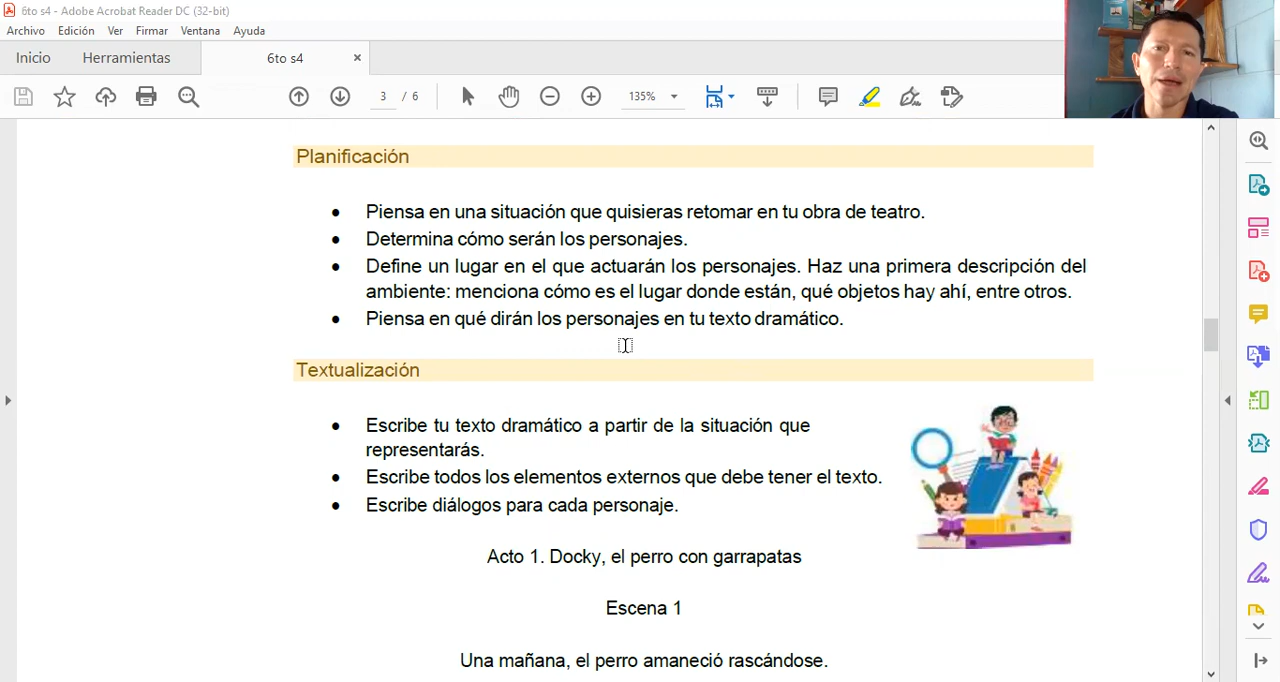 6to s4 - Adobe Acrobat Reader DC (32-bit)
Archivo Edición Ver Firmar Ventana Ayuda
Inicio Herramientas 6to s4 ×
3 / 6 135%
Planificación
• Piensa en una situación que quisieras retomar en tu obra de teatro.
• Determina cómo serán los personajes.
• Define un lugar en el que actuarán los personajes. Haz una primera descripción del
ambiente: menciona cómo es el lugar donde están, qué objetos hay ahí, entre otros.
• Piensa en qué dirán los personajes en tu texto dramático.
Textualización
• Escribe tu texto dramático a partir de la situación que
representarás.
• Escribe todos los elementos externos que debe tener el texto.
• Escribe diálogos para cada personaje.
Acto 1. Docky, el perro con garrapatas
Escena 1
Una mañana, el perro amaneció rascándose.